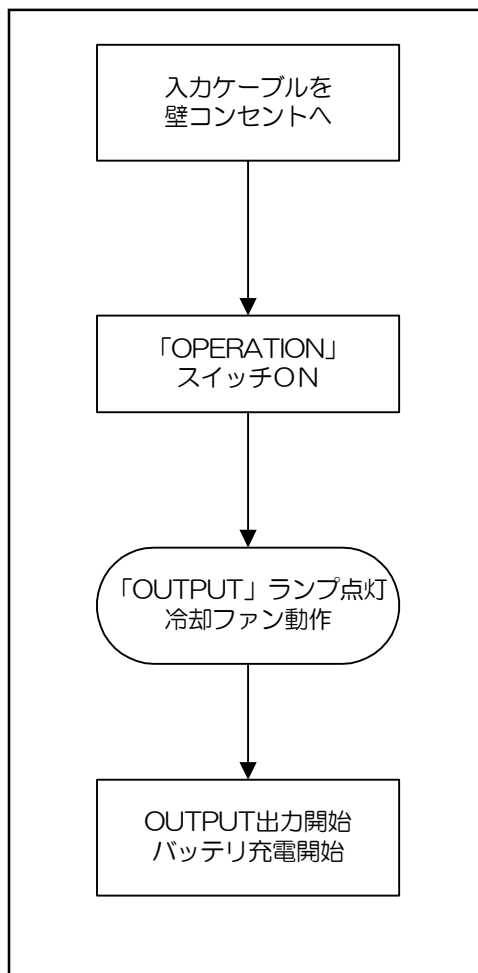 入力ケーブルを
壁コンセントへ
「OPERATION」
スイッチON
「OUTPUT」ランプ点灯
冷却ファン動作
OUTPUT出力開始
バッテリ充電開始